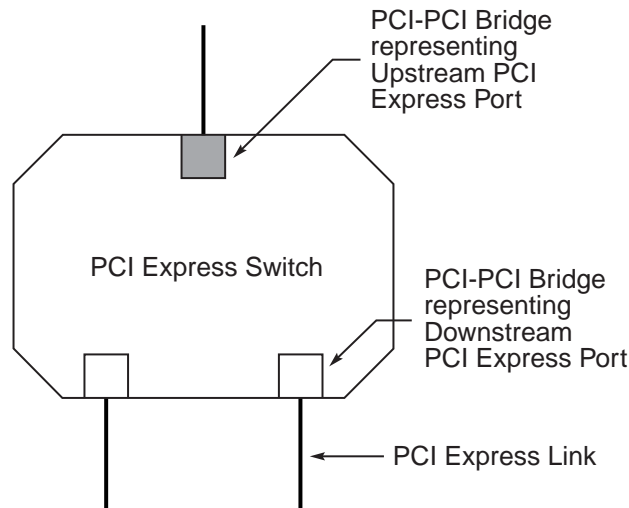 PCI-PCI Bridge
representing
Upstream PCI
Express Port
PCI Express Switch
PCI-PCI Bridge
representing
Downstream
PCI Express Port
PCI Express Link